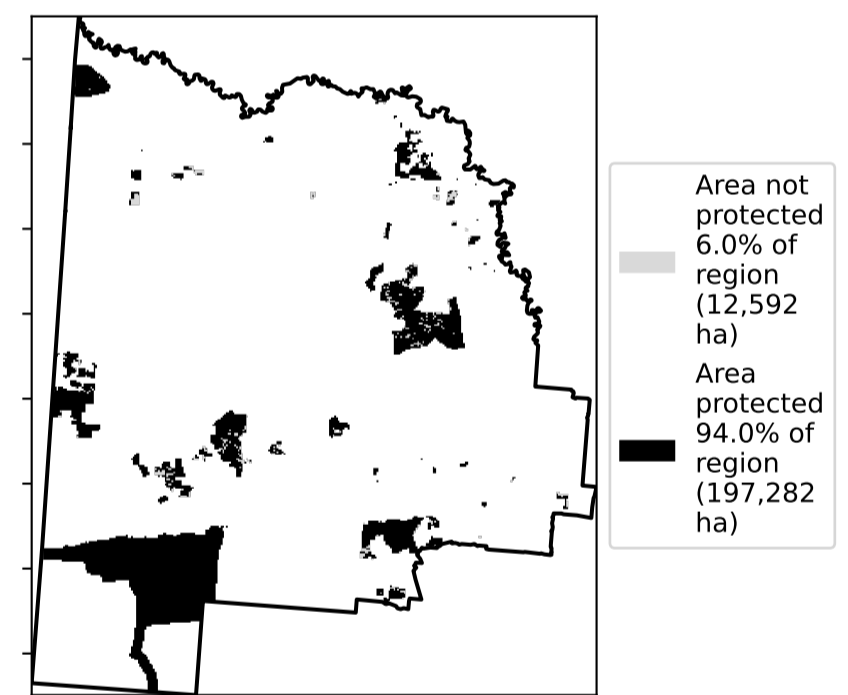 Area not
protected
6.0% of
region
(12,592
ha)
Area
protected
94.0% of
region
(197,282
ha)